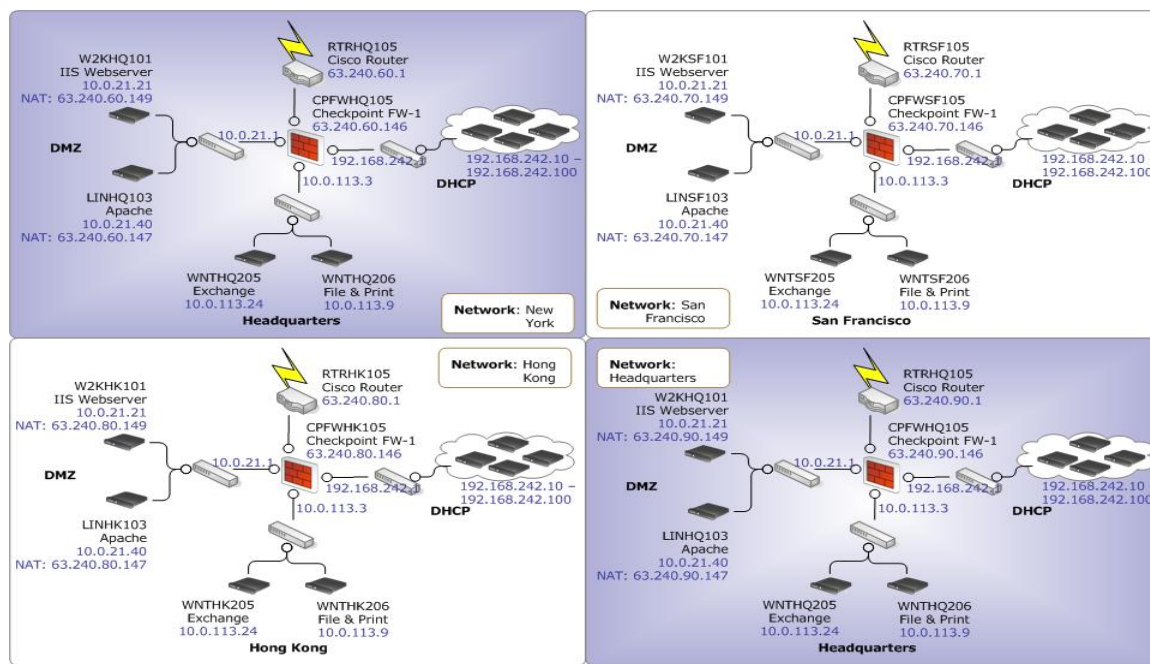 W2KHQ101
IIS Webserver
10.0.21.21
NAT: 63.240.60.149
RTRHQ105
Cisco Router
63.240.60.1
CPFWHQ105
Checkpoint FW-1
63.240.60.146
DMZ
10.0.21.1
192.168.242.1
192.168.242.10 –
192.168.242.100
DHCP
10.0.113.3
LINHQ103
Apache
10.0.21.40
NAT: 63.240.60.147
WNTHQ205
Exchange
10.0.113.24
WNTHQ206
File & Print
10.0.113.9
Headquarters
Network: New
York
W2KSF101
IIS Webserver
10.0.21.21
NAT: 63.240.70.149
RTRSF105
Cisco Router
63.240.70.1
CPFWSF105
Checkpoint FW-1
63.240.70.146
DMZ
10.0.21.1
192.168.242.1
192.168.242.10 –
192.168.242.100
DHCP
10.0.113.3
LINSF103
Apache
10.0.21.40
NAT: 63.240.70.147
WNTSF205
Exchange
10.0.113.24
WNTSF206
File & Print
10.0.113.9
San Francisco
Network: San
Francisco
Network: Hong
Kong
W2KHK101
IIS Webserver
10.0.21.21
NAT: 63.240.80.149
RTRHK105
Cisco Router
63.240.80.1
CPFWHK105
Checkpoint FW-1
63.240.80.146
DMZ
10.0.21.1
192.168.242.1
192.168.242.10 –
192.168.242.100
DHCP
10.0.113.3
LINHK103
Apache
10.0.21.40
NAT: 63.240.80.147
WNTHK205
Exchange
10.0.113.24
WNTHK206
File & Print
10.0.113.9
Hong Kong
Network:
Headquarters
W2KHQ101
IIS Webserver
10.0.21.21
NAT: 63.240.90.149
RTRHQ105
Cisco Router
63.240.90.1
CPFWHQ105
Checkpoint FW-1
63.240.90.146
DMZ
10.0.21.1
192.168.242.1
192.168.242.10 –
192.168.242.100
DHCP
10.0.113.3
LINHQ103
Apache
10.0.21.40
NAT: 63.240.90.147
WNTHQ205
Exchange
10.0.113.24
WNTHQ206
File & Print
10.0.113.9
Headquarters